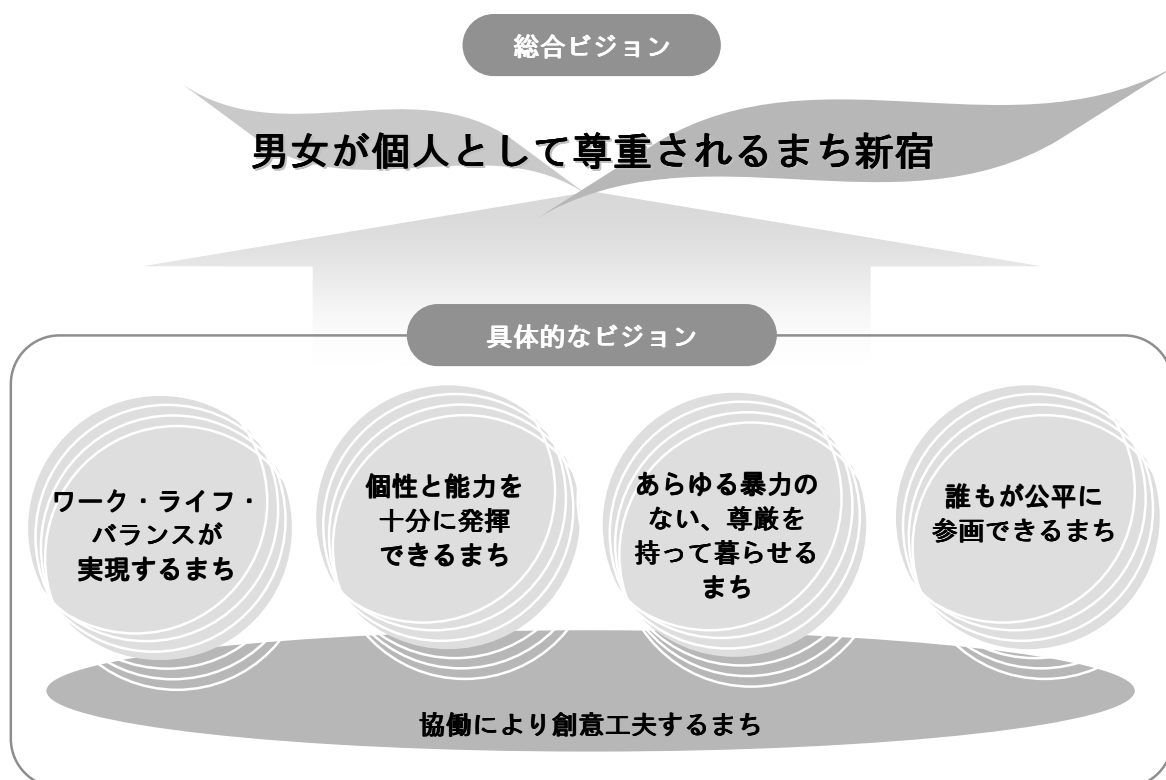 総合ビジョン
男女が個人として尊重されるまち新宿
具体的なビジョン
ワーク・ライフ・
バランスが
実現するまち
個性と能力を
十分に発揮
できるまち
あらゆる暴力の
ない、尊厳を
持って暮らせる
まち
誰もが公平に
参画できるまち
協働により創意工夫するまち